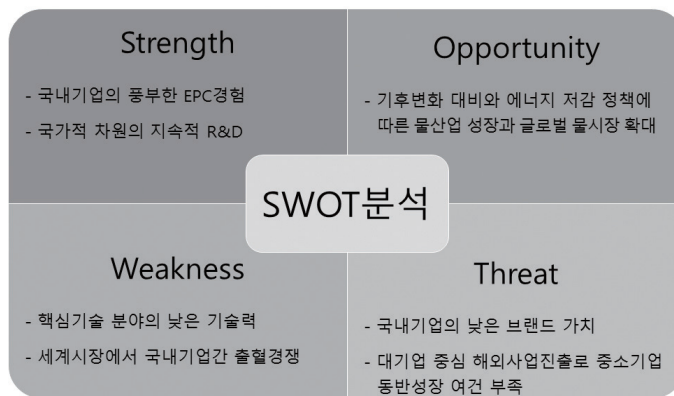 Strength
- 국내기업의 풍부한 EPC경험
- 국가적 차원의 지속적 R&D
Opportunity
- 기후변화 대비와 에너지 저감 정책에
따른 물산업 성장과 글로벌 물시장 확대
SWOT분석
Weakness
- 핵심기술 분야의 낮은 기술력
- 세계시장에서 국내기업간 출혈경쟁
Threat
- 국내기업의 낮은 브랜드 가치
- 대기업 중심 해외사업진출로 중소기업
동반성장 여건 부족